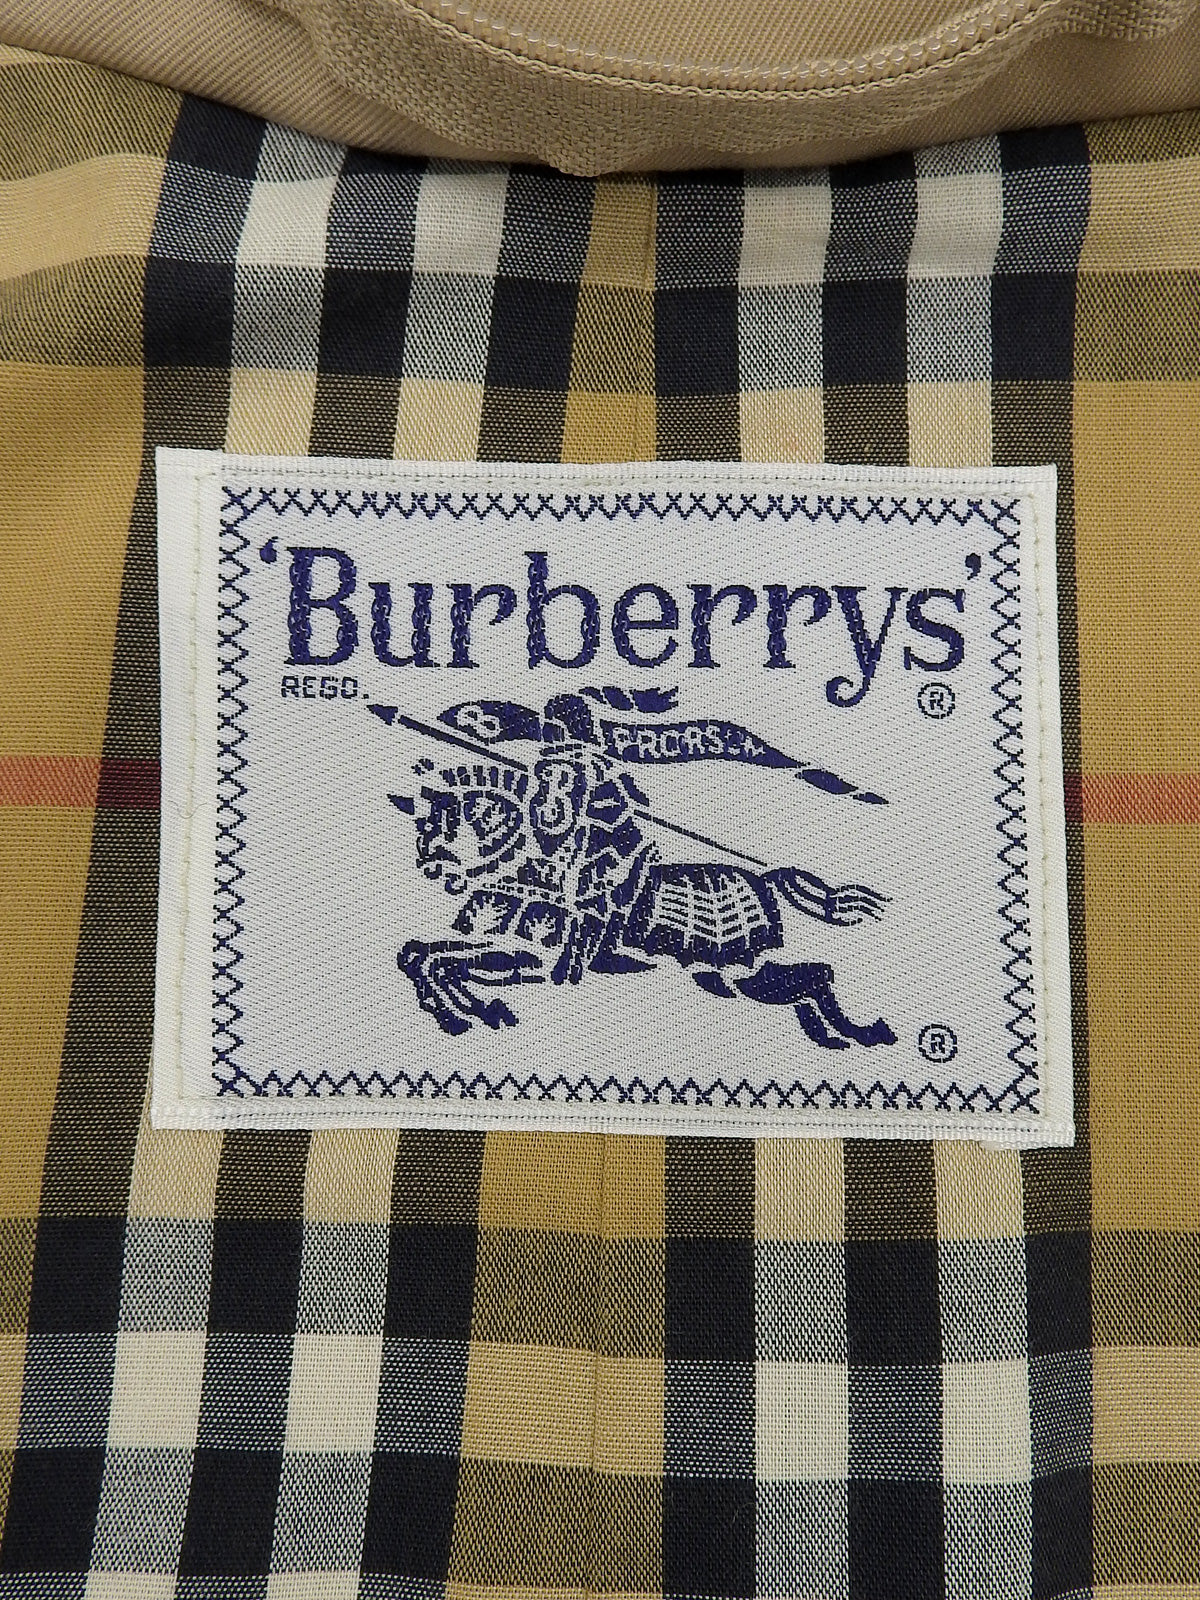 'Burberrys'
REGD. ®
B PRORSUM
B
®